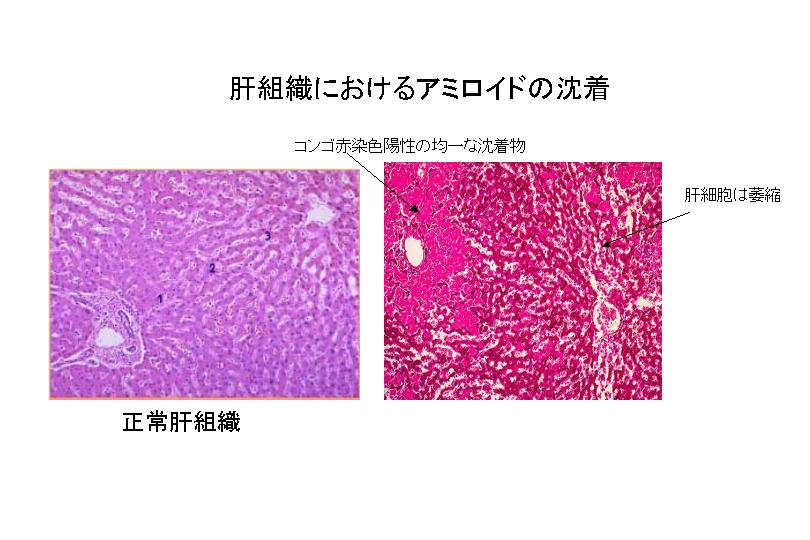 肝組織におけるアミロイドの沈着
コンゴ赤染色陽性の均一な沈着物
肝細胞は萎縮
3
2
1
正常肝組織